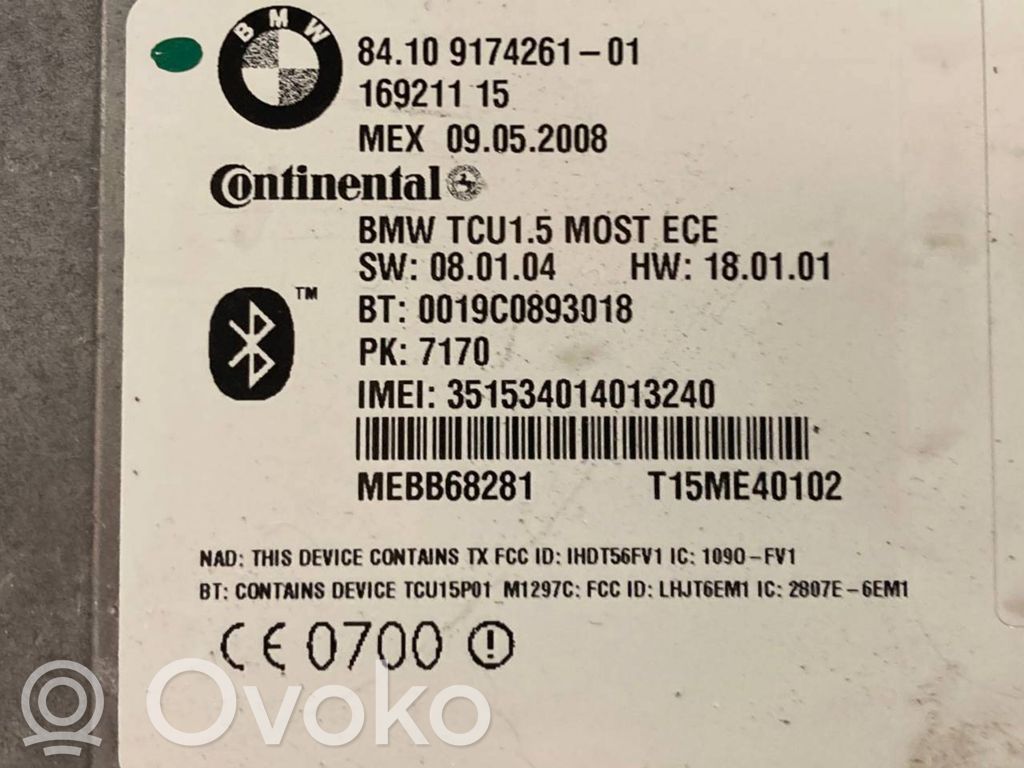 BMW
84.10 9174261-01
169211 15
MEX 09.05.2008
Continental
BMW TCU1.5 MOST ECE
SW: 08.01.04 HW: 18.01.01
TM
BT: 0019C0893018
PK: 7170
IMEI: 351534014013240
MEBB68281 T15ME40102
NAD: THIS DEVICE CONTAINS TX FCC ID: IHDT56FV1 IC: 1090-FV1
BT: CONTAINS DEVICE TCU15P01_M1297C: FCC ID: LHJT6EM1 IC: 2807E-6EM1
CE 0700
Ovoko